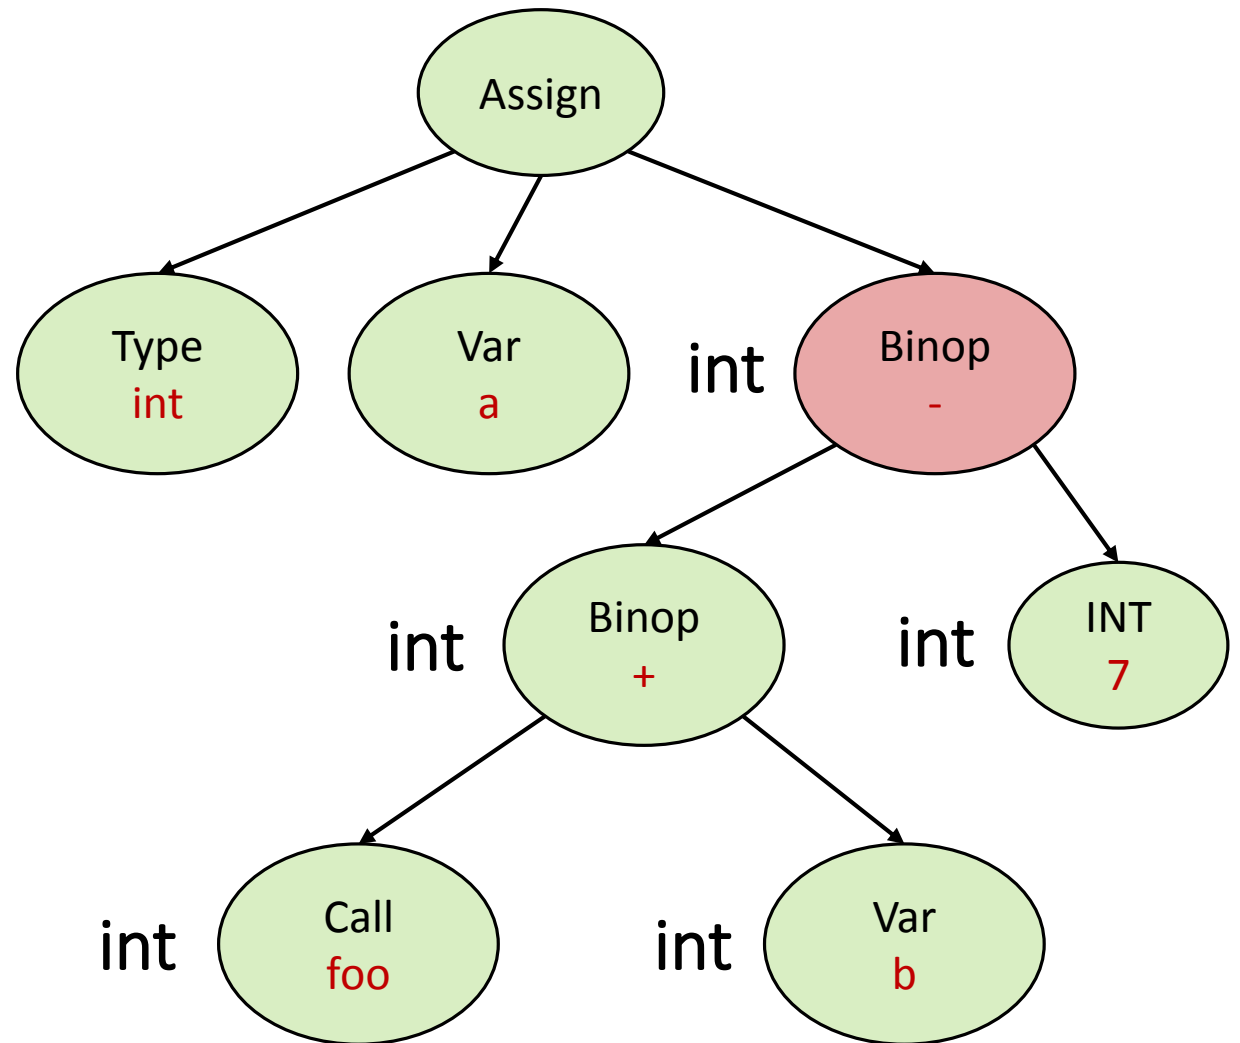 Assign
Type
int
Var
a
int
Binop
-
int
Binop
+
int
INT
7
int
Call
foo
int
Var
b